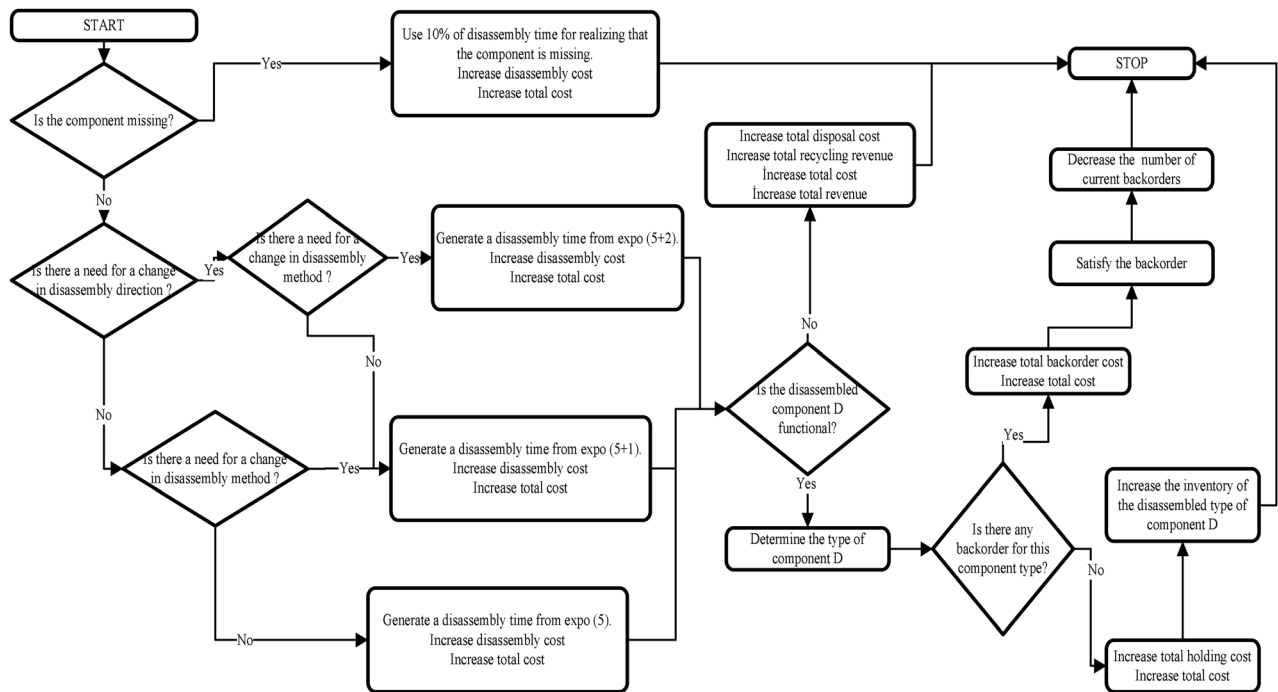 START
Is the component missing?
Yes
Use 10% of disassembly time for realizing that
the component is missing.
Increase disassembly cost
Increase total cost
STOP
No
Is there a need for a change
in disassembly direction ?
Yes
Is there a need for a
change in disassembly
method ?
Yes
Generate a disassembly time from expo (5+2).
Increase disassembly cost
Increase total cost
No
No
Is there a need for a change
in disassembly method ?
Yes
Generate a disassembly time from expo (5+1).
Increase disassembly cost
Increase total cost
No
Generate a disassembly time from expo (5).
Increase disassembly cost
Increase total cost
Increase total disposal cost
Increase total recycling revenue
İncrease total cost
İncrease total revenue
No
Is the disassembled
component D
functional?
Yes
Determine the type of
component D
Is there any
backorder for this
component type?
Yes
Increase total backorder cost
Increase total cost
Satisfy the backorder
Decrease the number of
current backorders
No
Increase total holding cost
Increase total cost
Increase the inventory of
the disassembled type of
component D